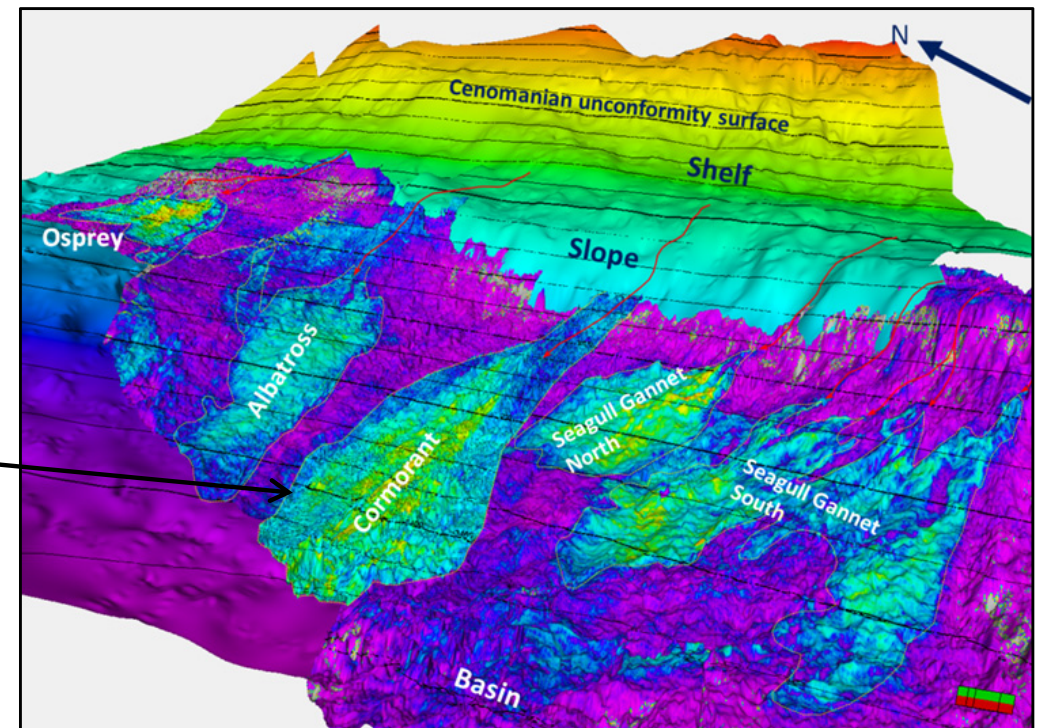 N
Cenomanian unconformity surface
Shelf
Slope
Osprey
Albatross
Cormorant
Seagull Gannet
North
Seagull Gannet
South
Basin